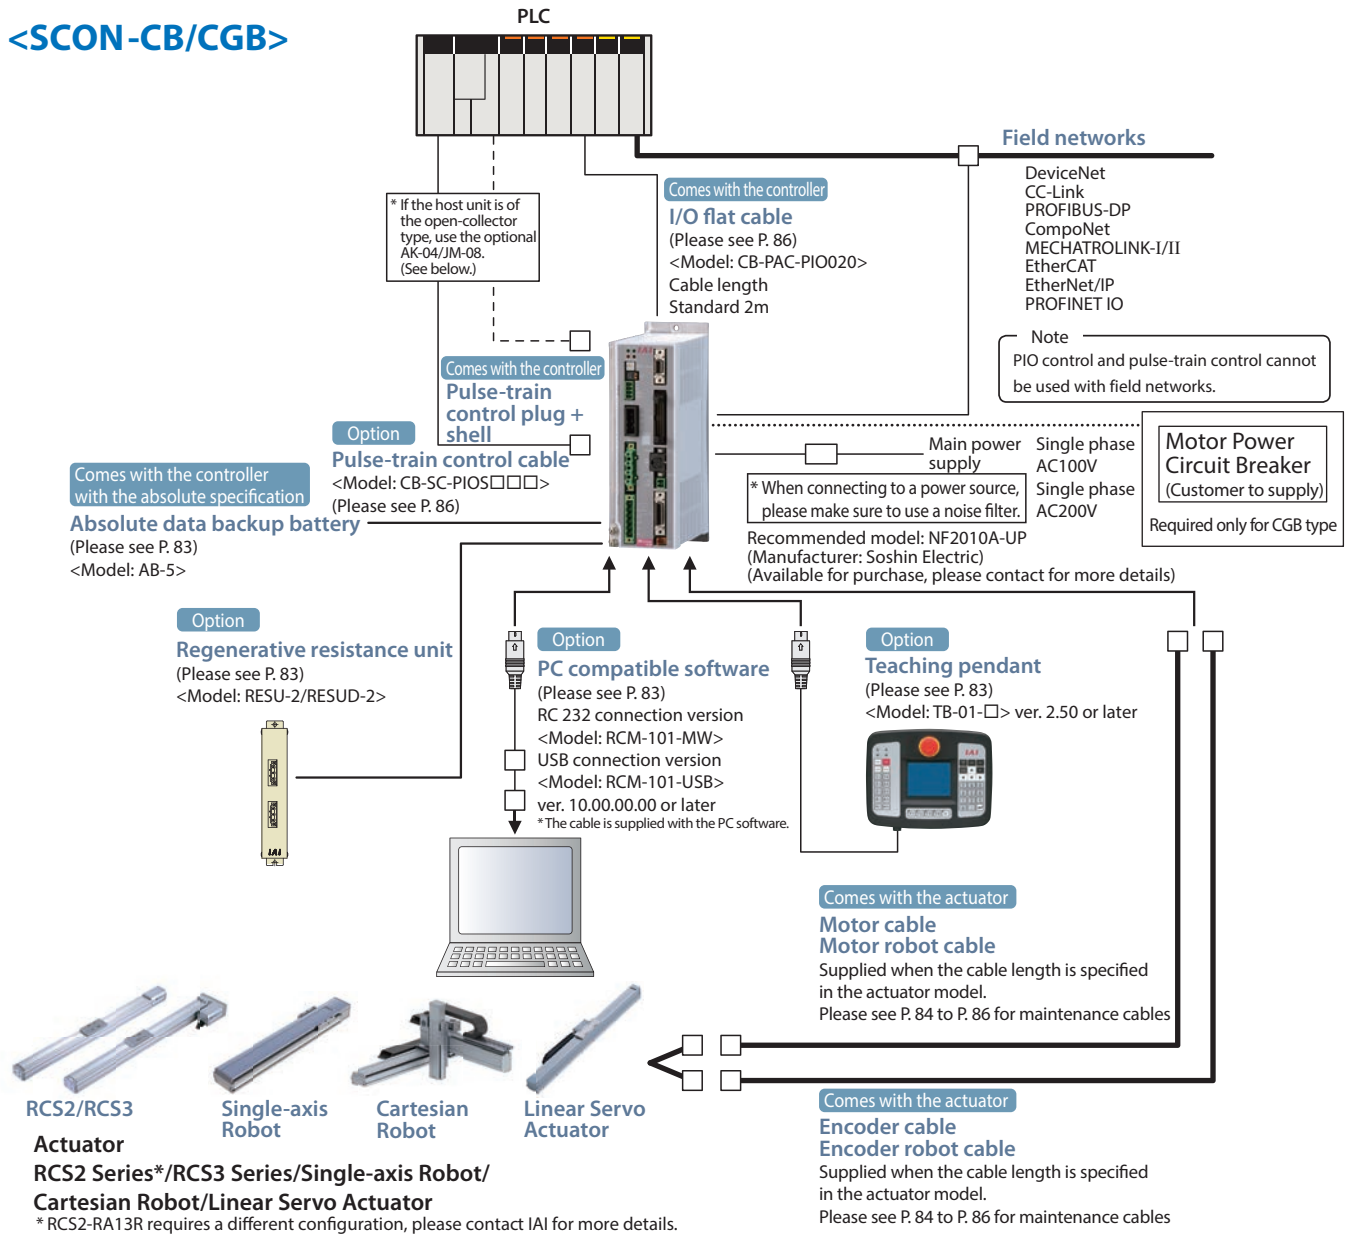 <SCON-CB/CGB>
PLC
Field networks
DeviceNet
CC-Link
PROFIBUS-DP
CompoNet
MECHATROLINK-I/II
EtherCAT
EtherNet/IP
PROFINET IO
* If the host unit is of
the open-collector
type, use the optional
AK-04/JM-08.
(See below.)
Comes with the controller
I/O flat cable
(Please see P. 86)
<Model: CB-PAC-PIO020>
Cable length
Standard 2m
Note
PIO control and pulse-train control cannot
be used with field networks.
Comes with the controller
Pulse-train
control plug +
shell
Option
Pulse-train control cable
<Model: CB-SC-PIOS□□□>
(Please see P. 86)
Main power
supply
Single phase
AC100V
Single phase
AC200V
* When connecting to a power source,
please make sure to use a noise filter.
Recommended model: NF2010A-UP
(Manufacturer: Soshin Electric)
(Available for purchase, please contact for more details)
Motor Power
Circuit Breaker
(Customer to supply)
Required only for CGB type
Comes with the controller
with the absolute specification
Absolute data backup battery
(Please see P. 83)
<Model: AB-5>
Option
Regenerative resistance unit
(Please see P. 83)
<Model: RESU-2/RESUD-2>
IAI
Option
PC compatible software
(Please see P. 83)
RC 232 connection version
<Model: RCM-101-MW>
USB connection version
<Model: RCM-101-USB>
ver. 10.00.00.00 or later
* The cable is supplied with the PC software.
Option
Teaching pendant
(Please see P. 83)
<Model: TB-01-□> ver. 2.50 or later
IAI
Comes with the actuator
Motor cable
Motor robot cable
Supplied when the cable length is specified
in the actuator model.
Please see P. 84 to P. 86 for maintenance cables
Comes with the actuator
Encoder cable
Encoder robot cable
Supplied when the cable length is specified
in the actuator model.
Please see P. 84 to P. 86 for maintenance cables
RCS2/RCS3
Single-axis
Robot
Cartesian
Robot
Linear Servo
Actuator
Actuator
RCS2 Series*/RCS3 Series/Single-axis Robot/
Cartesian Robot/Linear Servo Actuator
* RCS2-RA13R requires a different configuration, please contact IAI for more details.